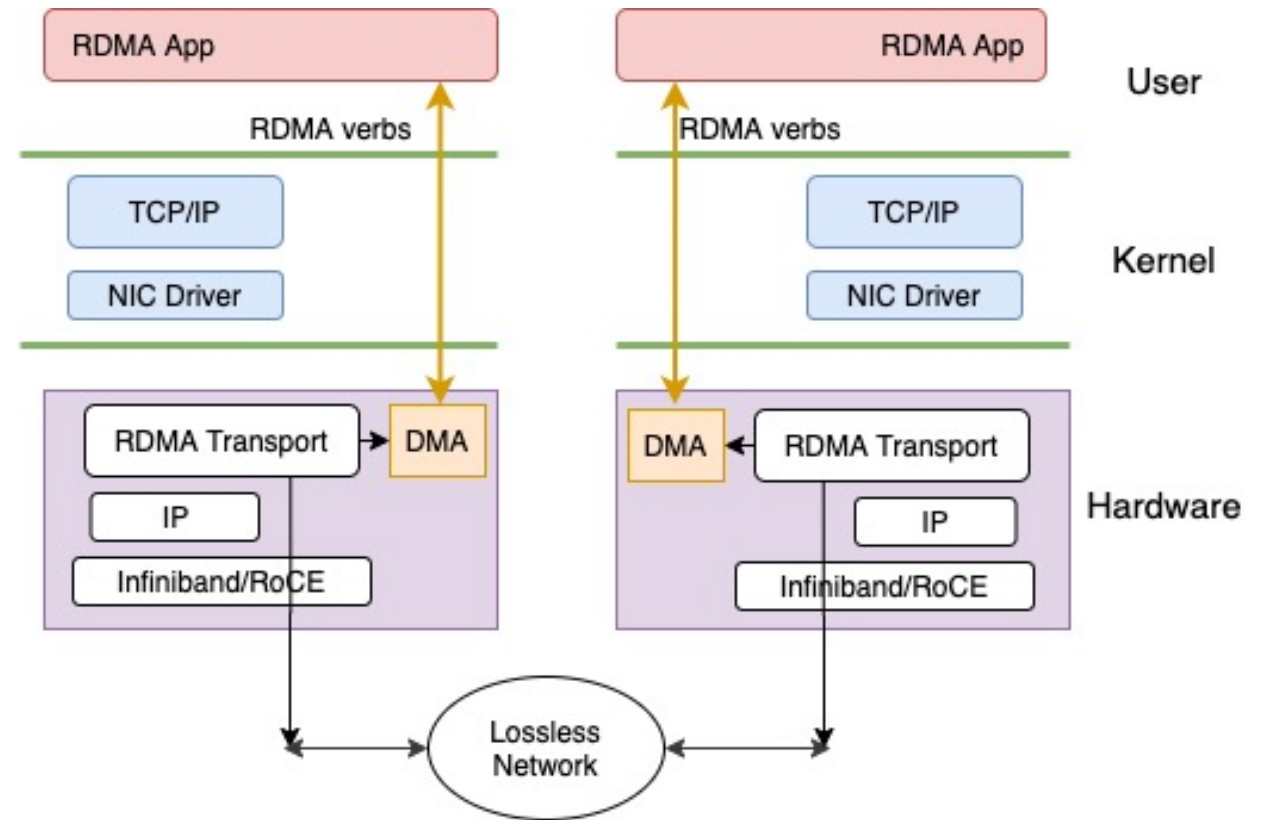 RDMA App
RDMA App
User
RDMA verbs
RDMA verbs
TCP/IP
TCP/IP
Kernel
NIC Driver
NIC Driver
RDMA Transport
DMA
DMA
RDMA Transport
Hardware
IP
IP
Infiniband/RoCE
Infiniband/RoCE
Lossless
Network